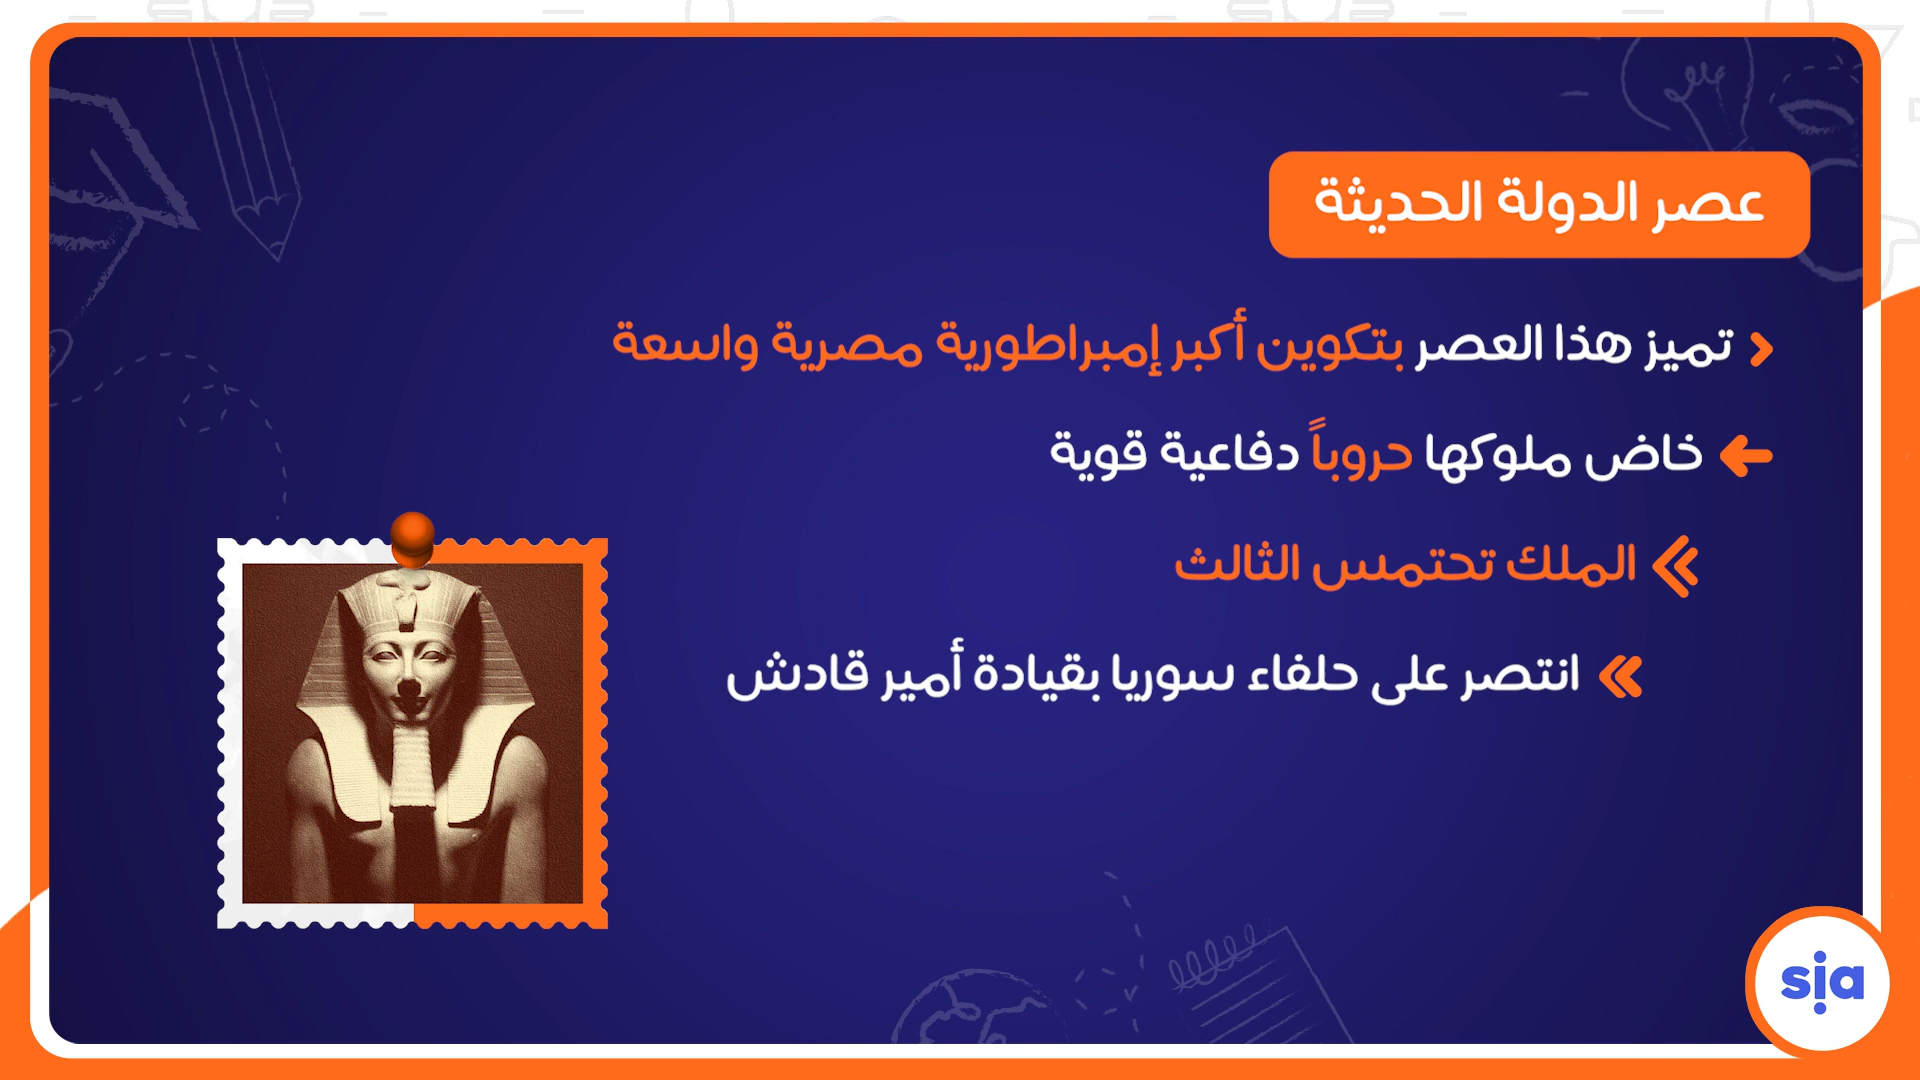 عصر الدولة الحديثة
تميز هذا العصر بتكوين أكبر إمبراطورية مصرية واسعة
خاض ملوكها حروباً دفاعية قوية
الملك تحتمس الثالث
انتصر على حلفاء سوريا بقيادة أمير قادش
sia